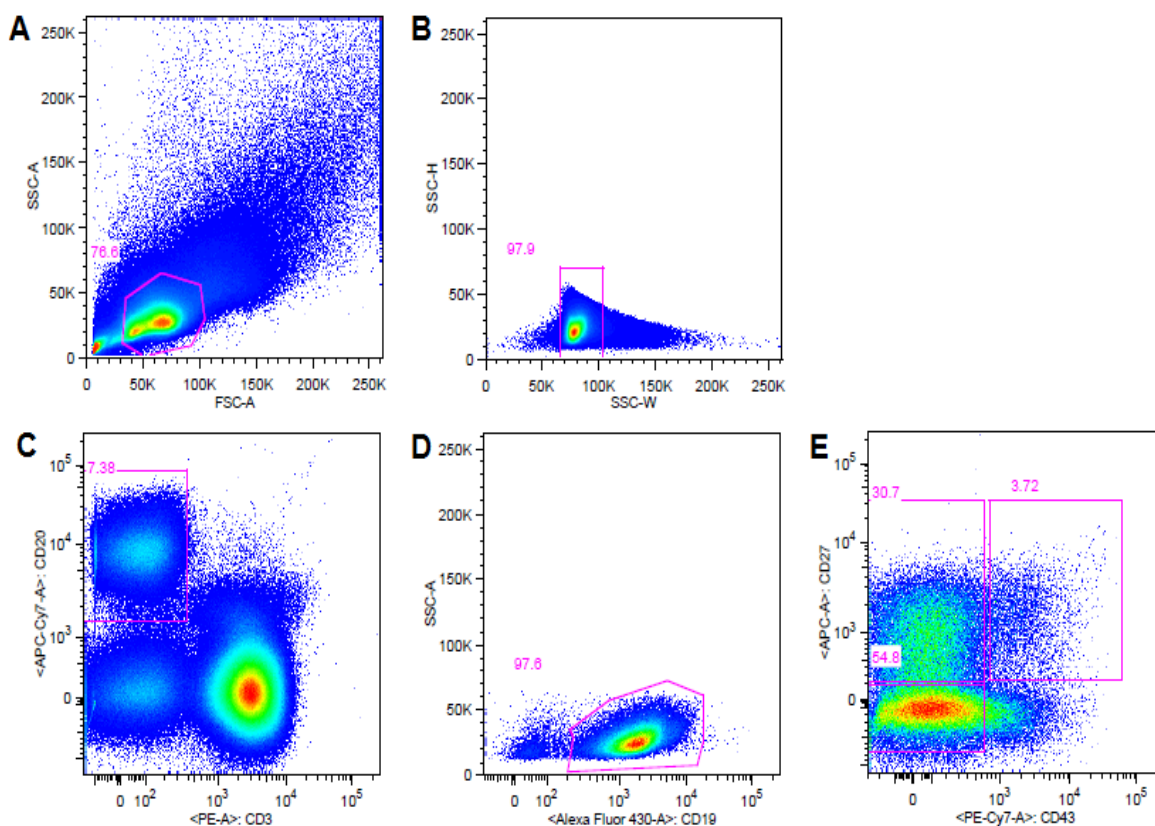 A
250K
200K
150K
100K
50K
0
SSC-A
76.6
0 50K 100K 150K 200K 250K
FSC-A
B
250K
200K
150K
100K
50K
0
SSC-H
97.9
0 50K 100K 150K 200K 250K
SSC-W
C
10^5
10^4
10^3
0
<APC-Cy7-A>: CD20
7.38
0 10^2 10^3 10^4 10^5
<PE-A>: CD3
D
250K
200K
150K
100K
50K
0
SSC-A
97.6
0 10^2 10^3 10^4 10^5
<Alexa Fluor 430-A>: CD19
E
10^5
10^4
10^3
0
<APC-A>: CD27
30.7
3.72
54.8
0 10^3 10^4 10^5
<PE-Cy7-A>: CD43